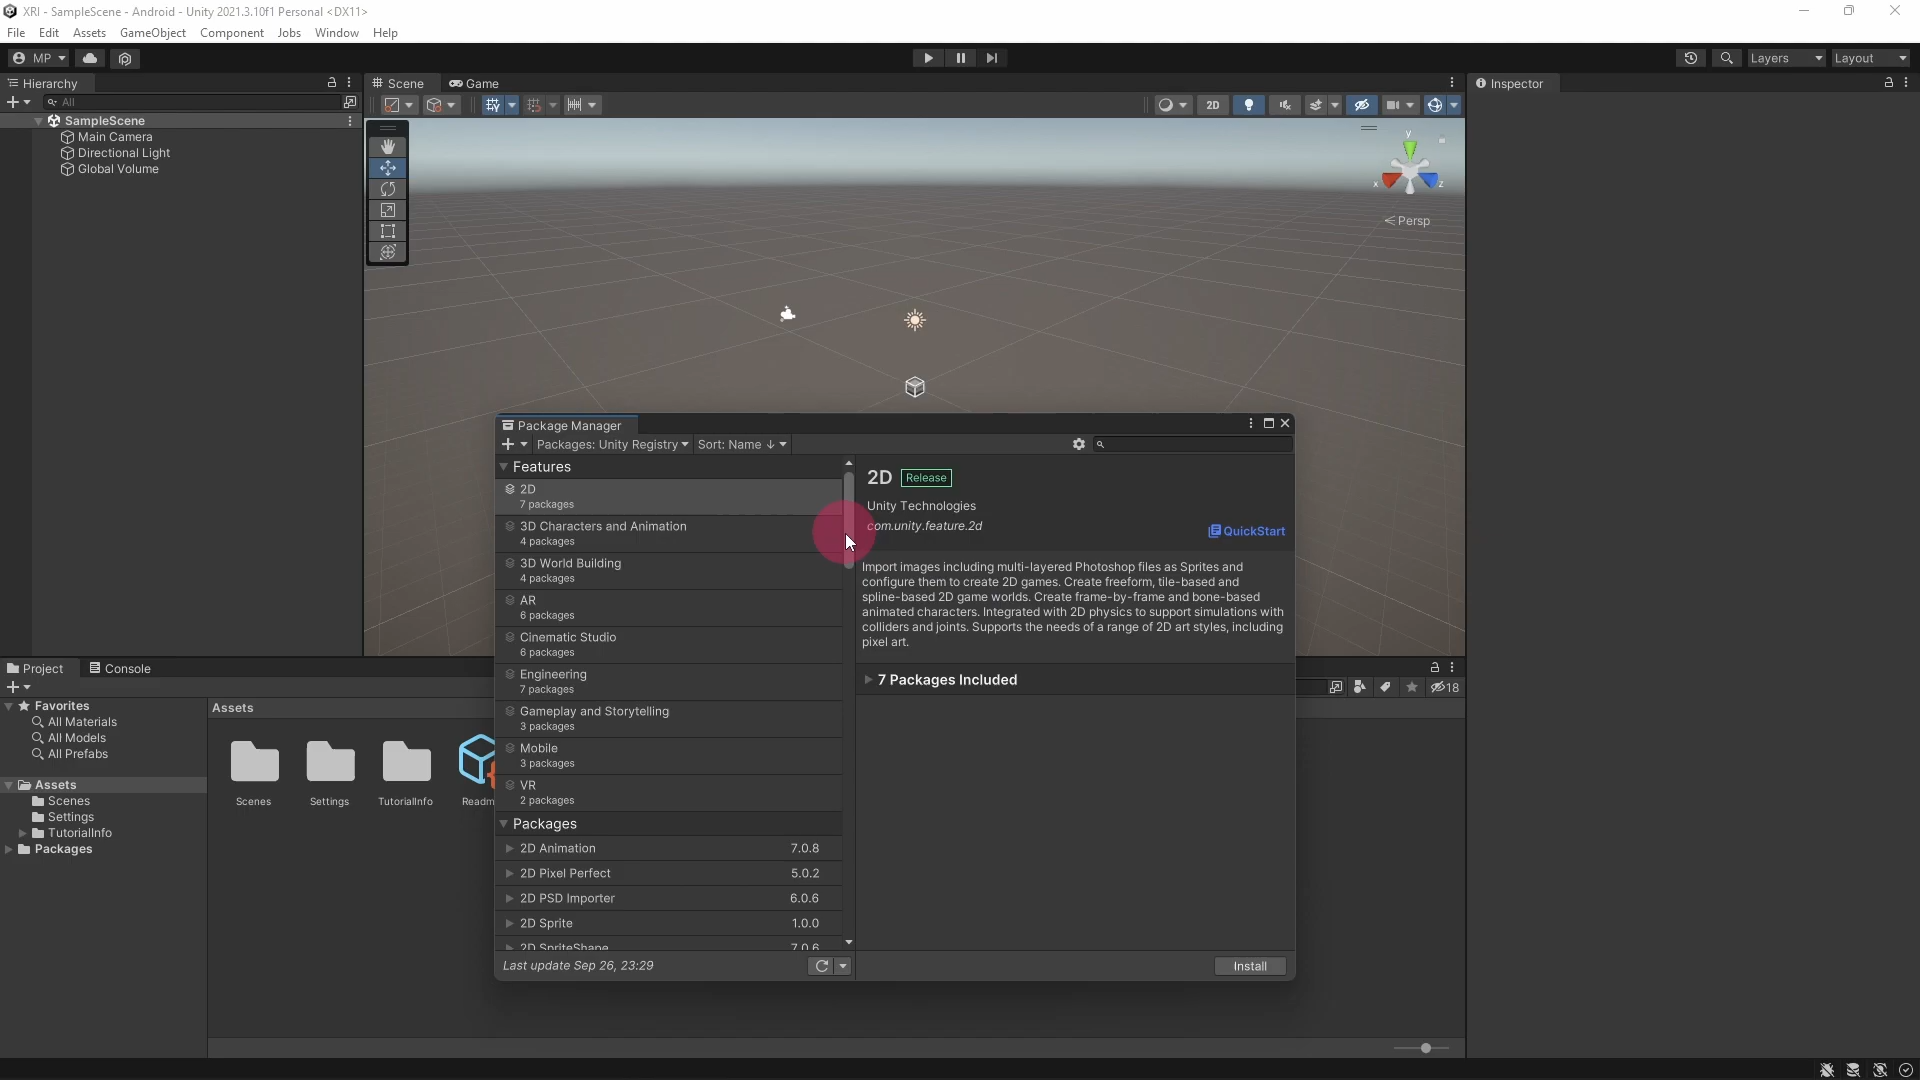 XRI - SampleScene - Android - Unity 2021.3.10f1 Personal <DX11>
File Edit Assets GameObject Component Jobs Window Help
MP
Layers
Layout
Hierarchy
Scene
Game
Inspector
All
2D
SampleScene
Main Camera
Directional Light
Global Volume
y
x
z
Persp
Package Manager
Packages: Unity Registry
Sort: Name ↓
Features
2D
7 packages
3D Characters and Animation
4 packages
3D World Building
4 packages
AR
6 packages
Cinematic Studio
6 packages
Engineering
7 packages
Gameplay and Storytelling
3 packages
Mobile
3 packages
VR
2 packages
Packages
2D Animation 7.0.8
2D Pixel Perfect 5.0.2
2D PSD Importer 6.0.6
2D Sprite 1.0.0
2D SpriteShape 7.0.6
Last update Sep 26, 23:29
2D Release
Unity Technologies
com.unity.feature.2d
QuickStart
Import images including multi-layered Photoshop files as Sprites and
configure them to create 2D games. Create freeform, tile-based and
spline-based 2D game worlds. Create frame-by-frame and bone-based
animated characters. Integrated with 2D physics to support simulations with
colliders and joints. Supports the needs of a range of 2D art styles, including
pixel art.
7 Packages Included
Install
Project
Console
18
Favorites
All Materials
All Models
All Prefabs
Assets
Scenes
Settings
TutorialInfo
Packages
Assets
Scenes
Settings
TutorialInfo
Readm